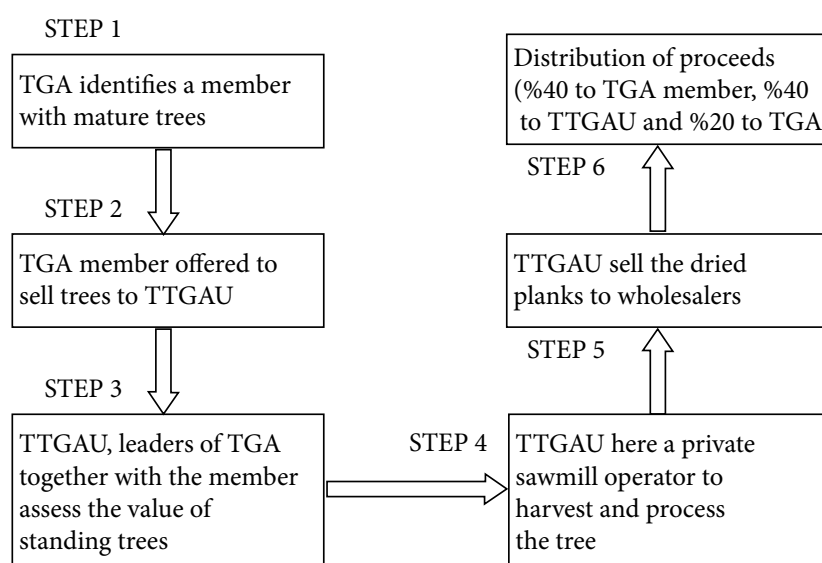 STEP 1
TGA identifies a member
with mature trees
STEP 2
TGA member offered to
sell trees to TTGAU
STEP 3
TTGAU, leaders of TGA
together with the member
assess the value of
standing trees
STEP 4
TTGAU here a private
sawmill operator to
harvest and process
the tree
STEP 5
TTGAU sell the dried
planks to wholesalers
STEP 6
Distribution of proceeds
(%40 to TGA member, %40
to TTGAU and %20 to TGA